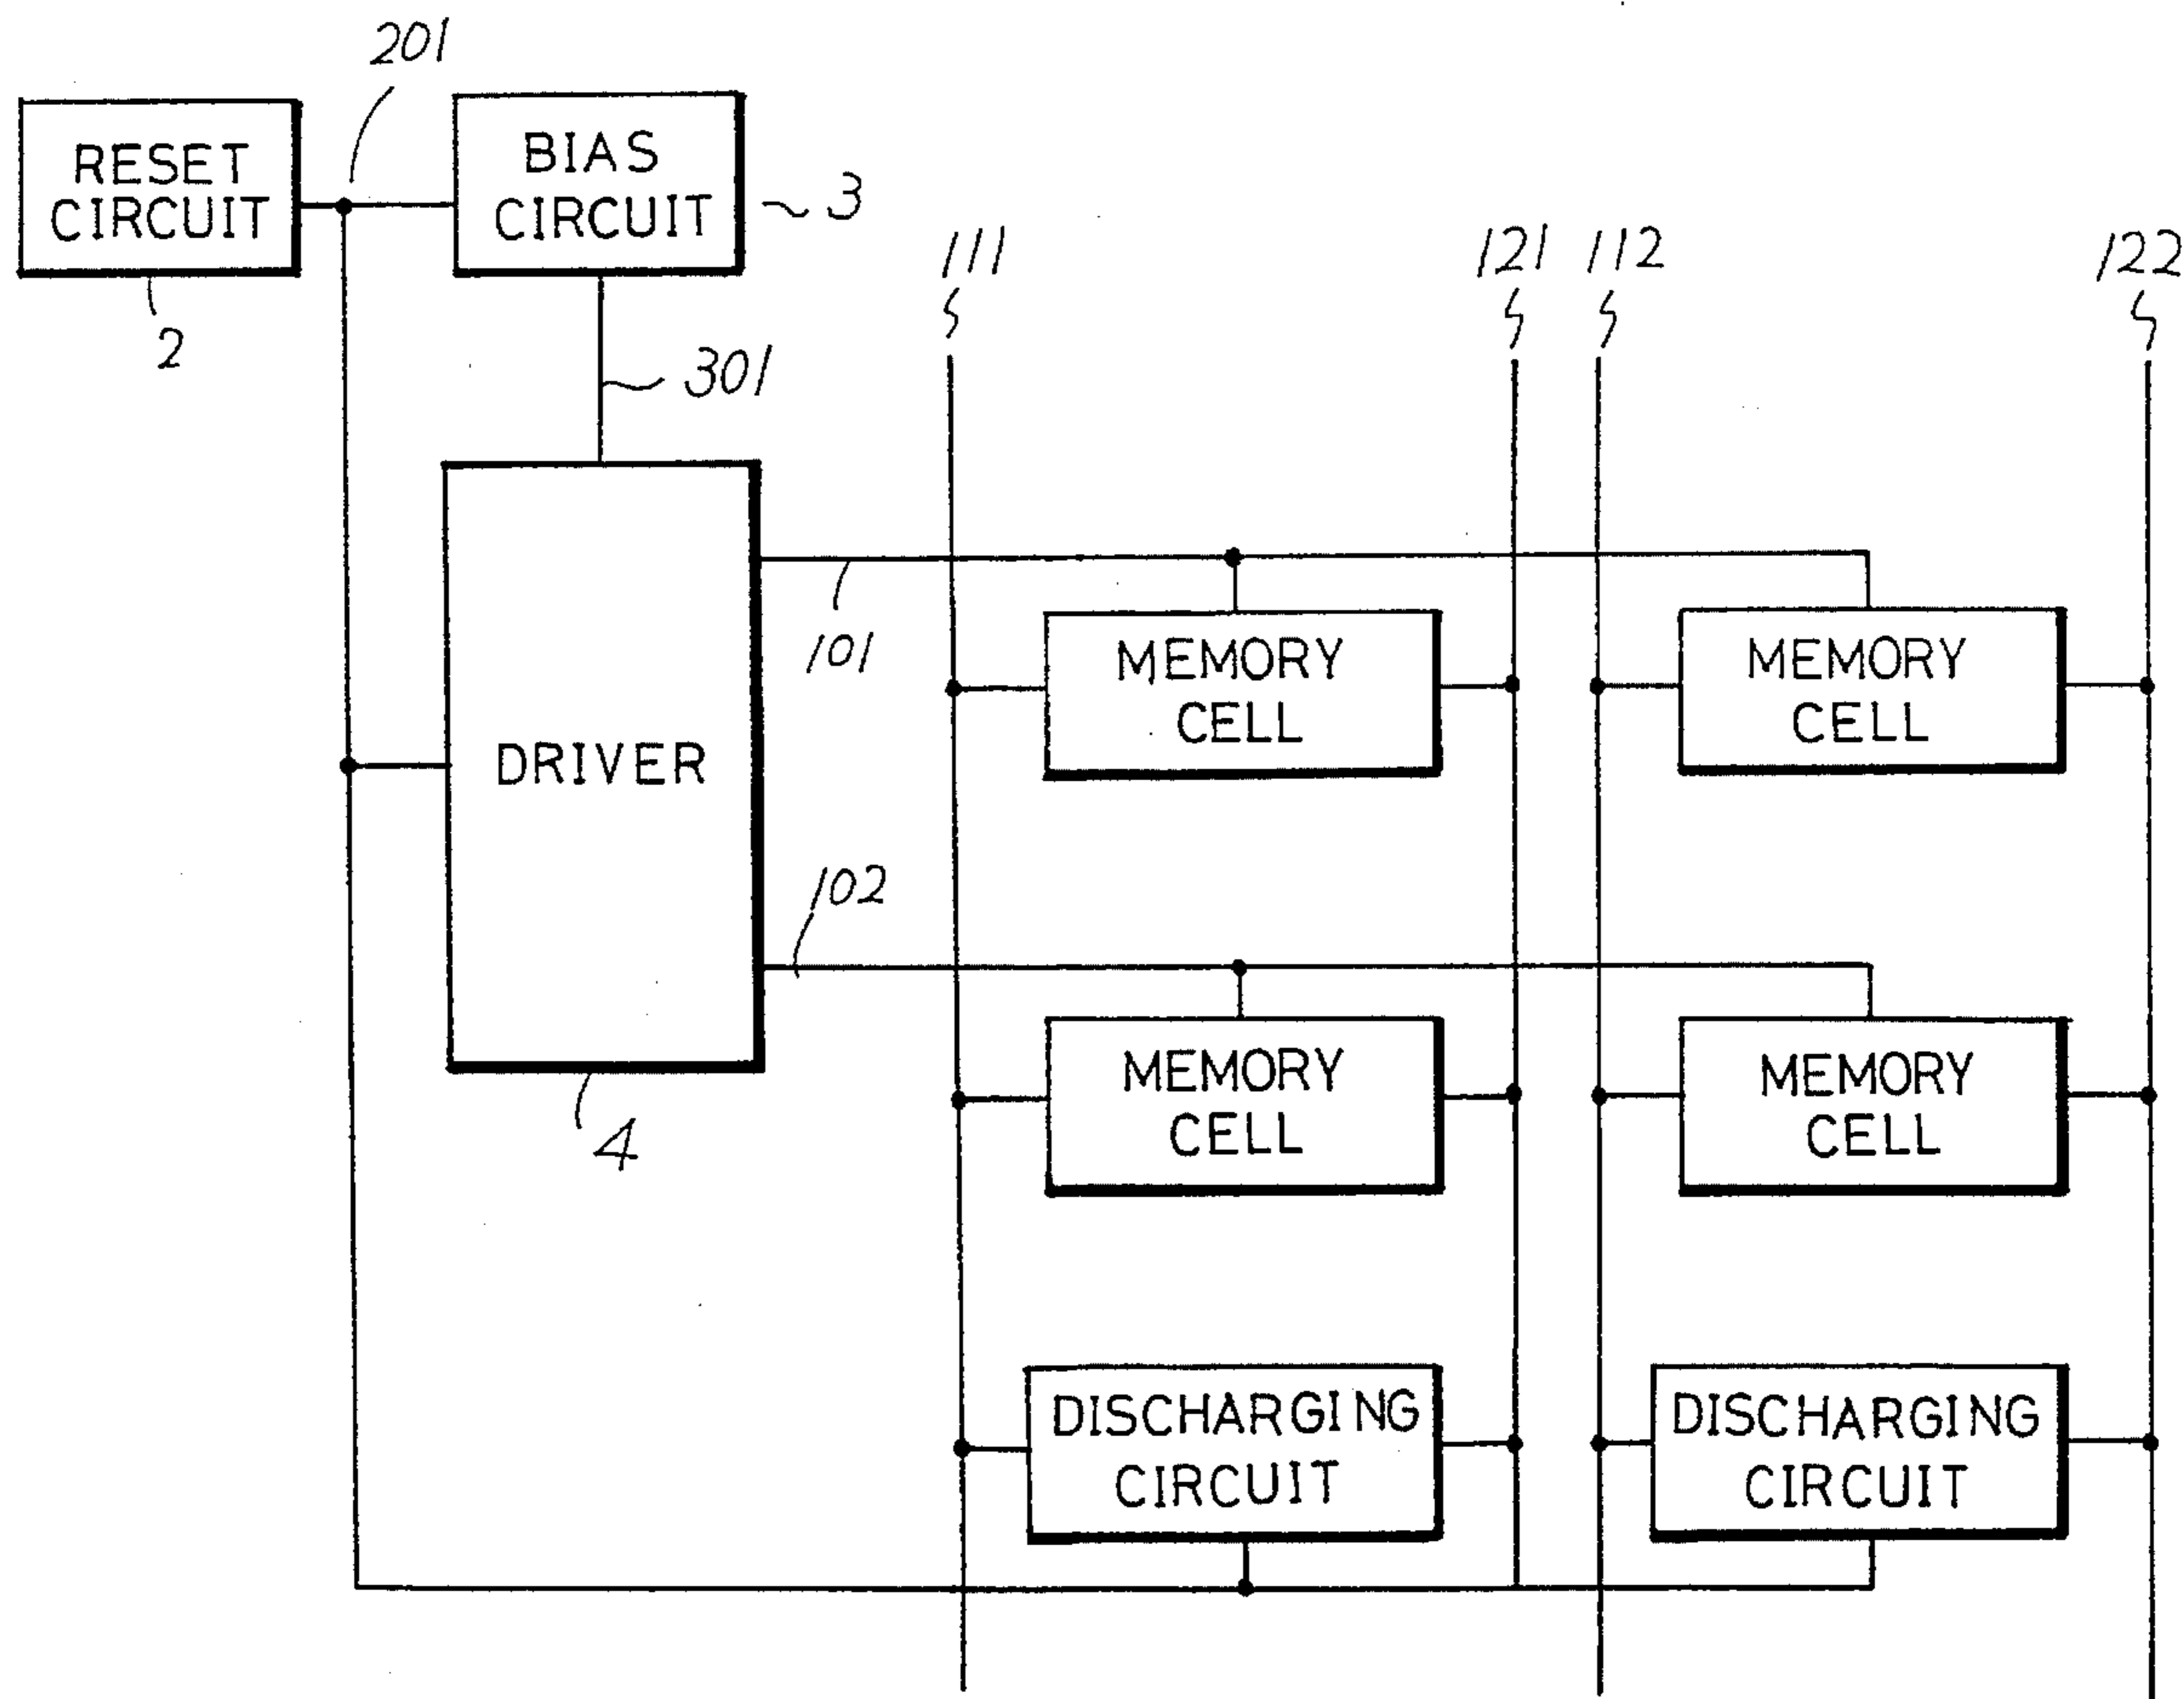 201
RESET
CIRCUIT
BIAS
CIRCUIT
3
2
301
111
121
112
122
DRIVER
101
102
4
MEMORY
CELL
MEMORY
CELL
MEMORY
CELL
MEMORY
CELL
DISCHARGING
CIRCUIT
DISCHARGING
CIRCUIT